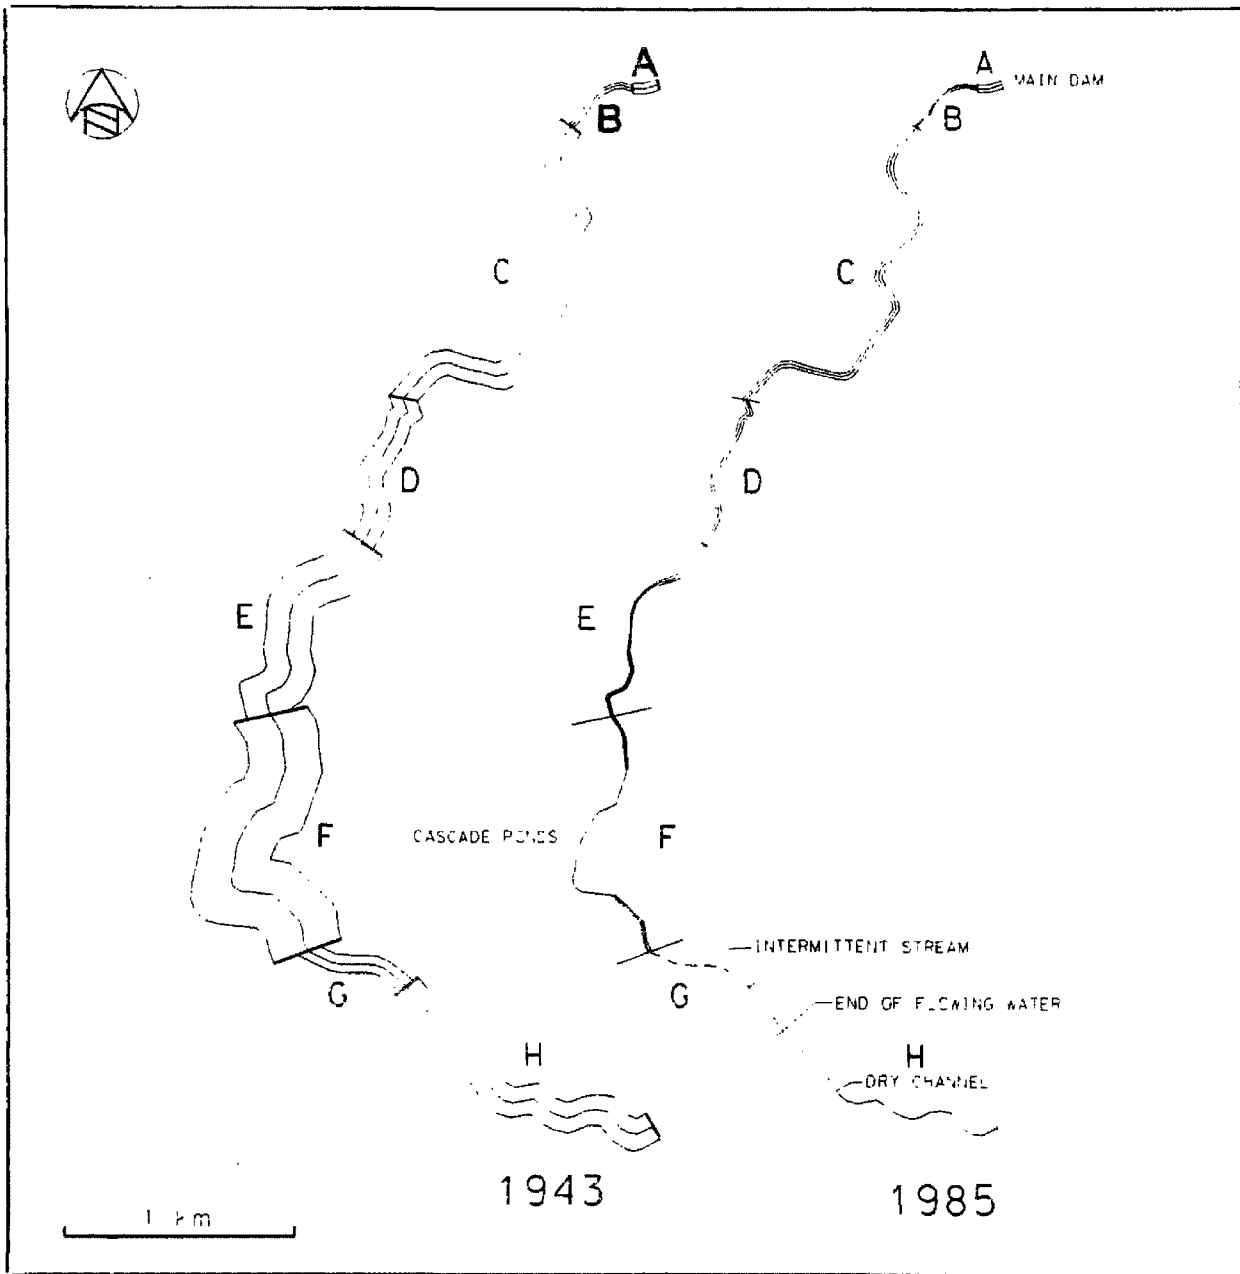 A
A
MAIN DAM
B
B
C
C
D
D
E
E
F
CASCADE PONDS
F
INTERMITTENT STREAM
G
G
END OF FLOWING WATER
H
H
DRY CHANNEL
1943
1985
1 km